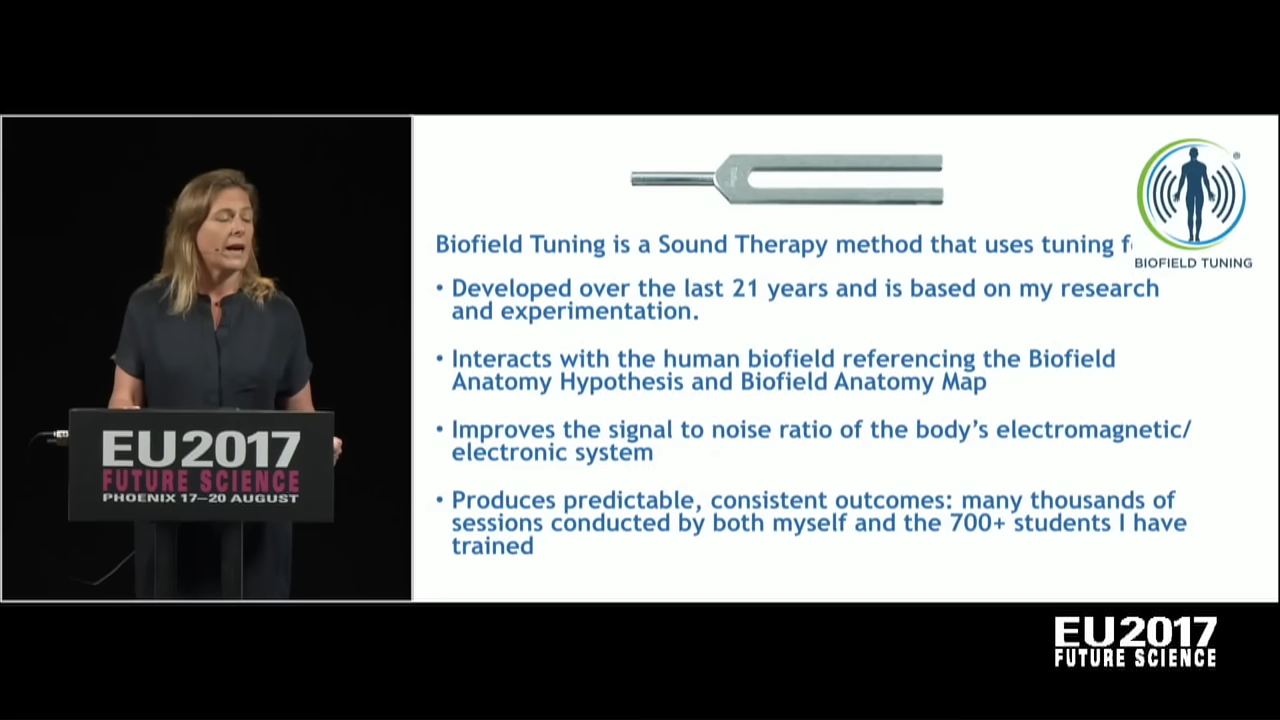 BIOFIELD TUNING
Biofield Tuning is a Sound Therapy method that uses tuning
• Developed over the last 21 years and is based on my research
and experimentation.
• Interacts with the human biofield referencing the Biofield
Anatomy Hypothesis and Biofield Anatomy Map
• Improves the signal to noise ratio of the body's electromagnetic/
electronic system
• Produces predictable, consistent outcomes: many thousands of
sessions conducted by both myself and the 700+ students I have
trained
EU2017
FUTURE SCIENCE
PHOENIX 17–20 AUGUST
EU2017
FUTURE SCIENCE